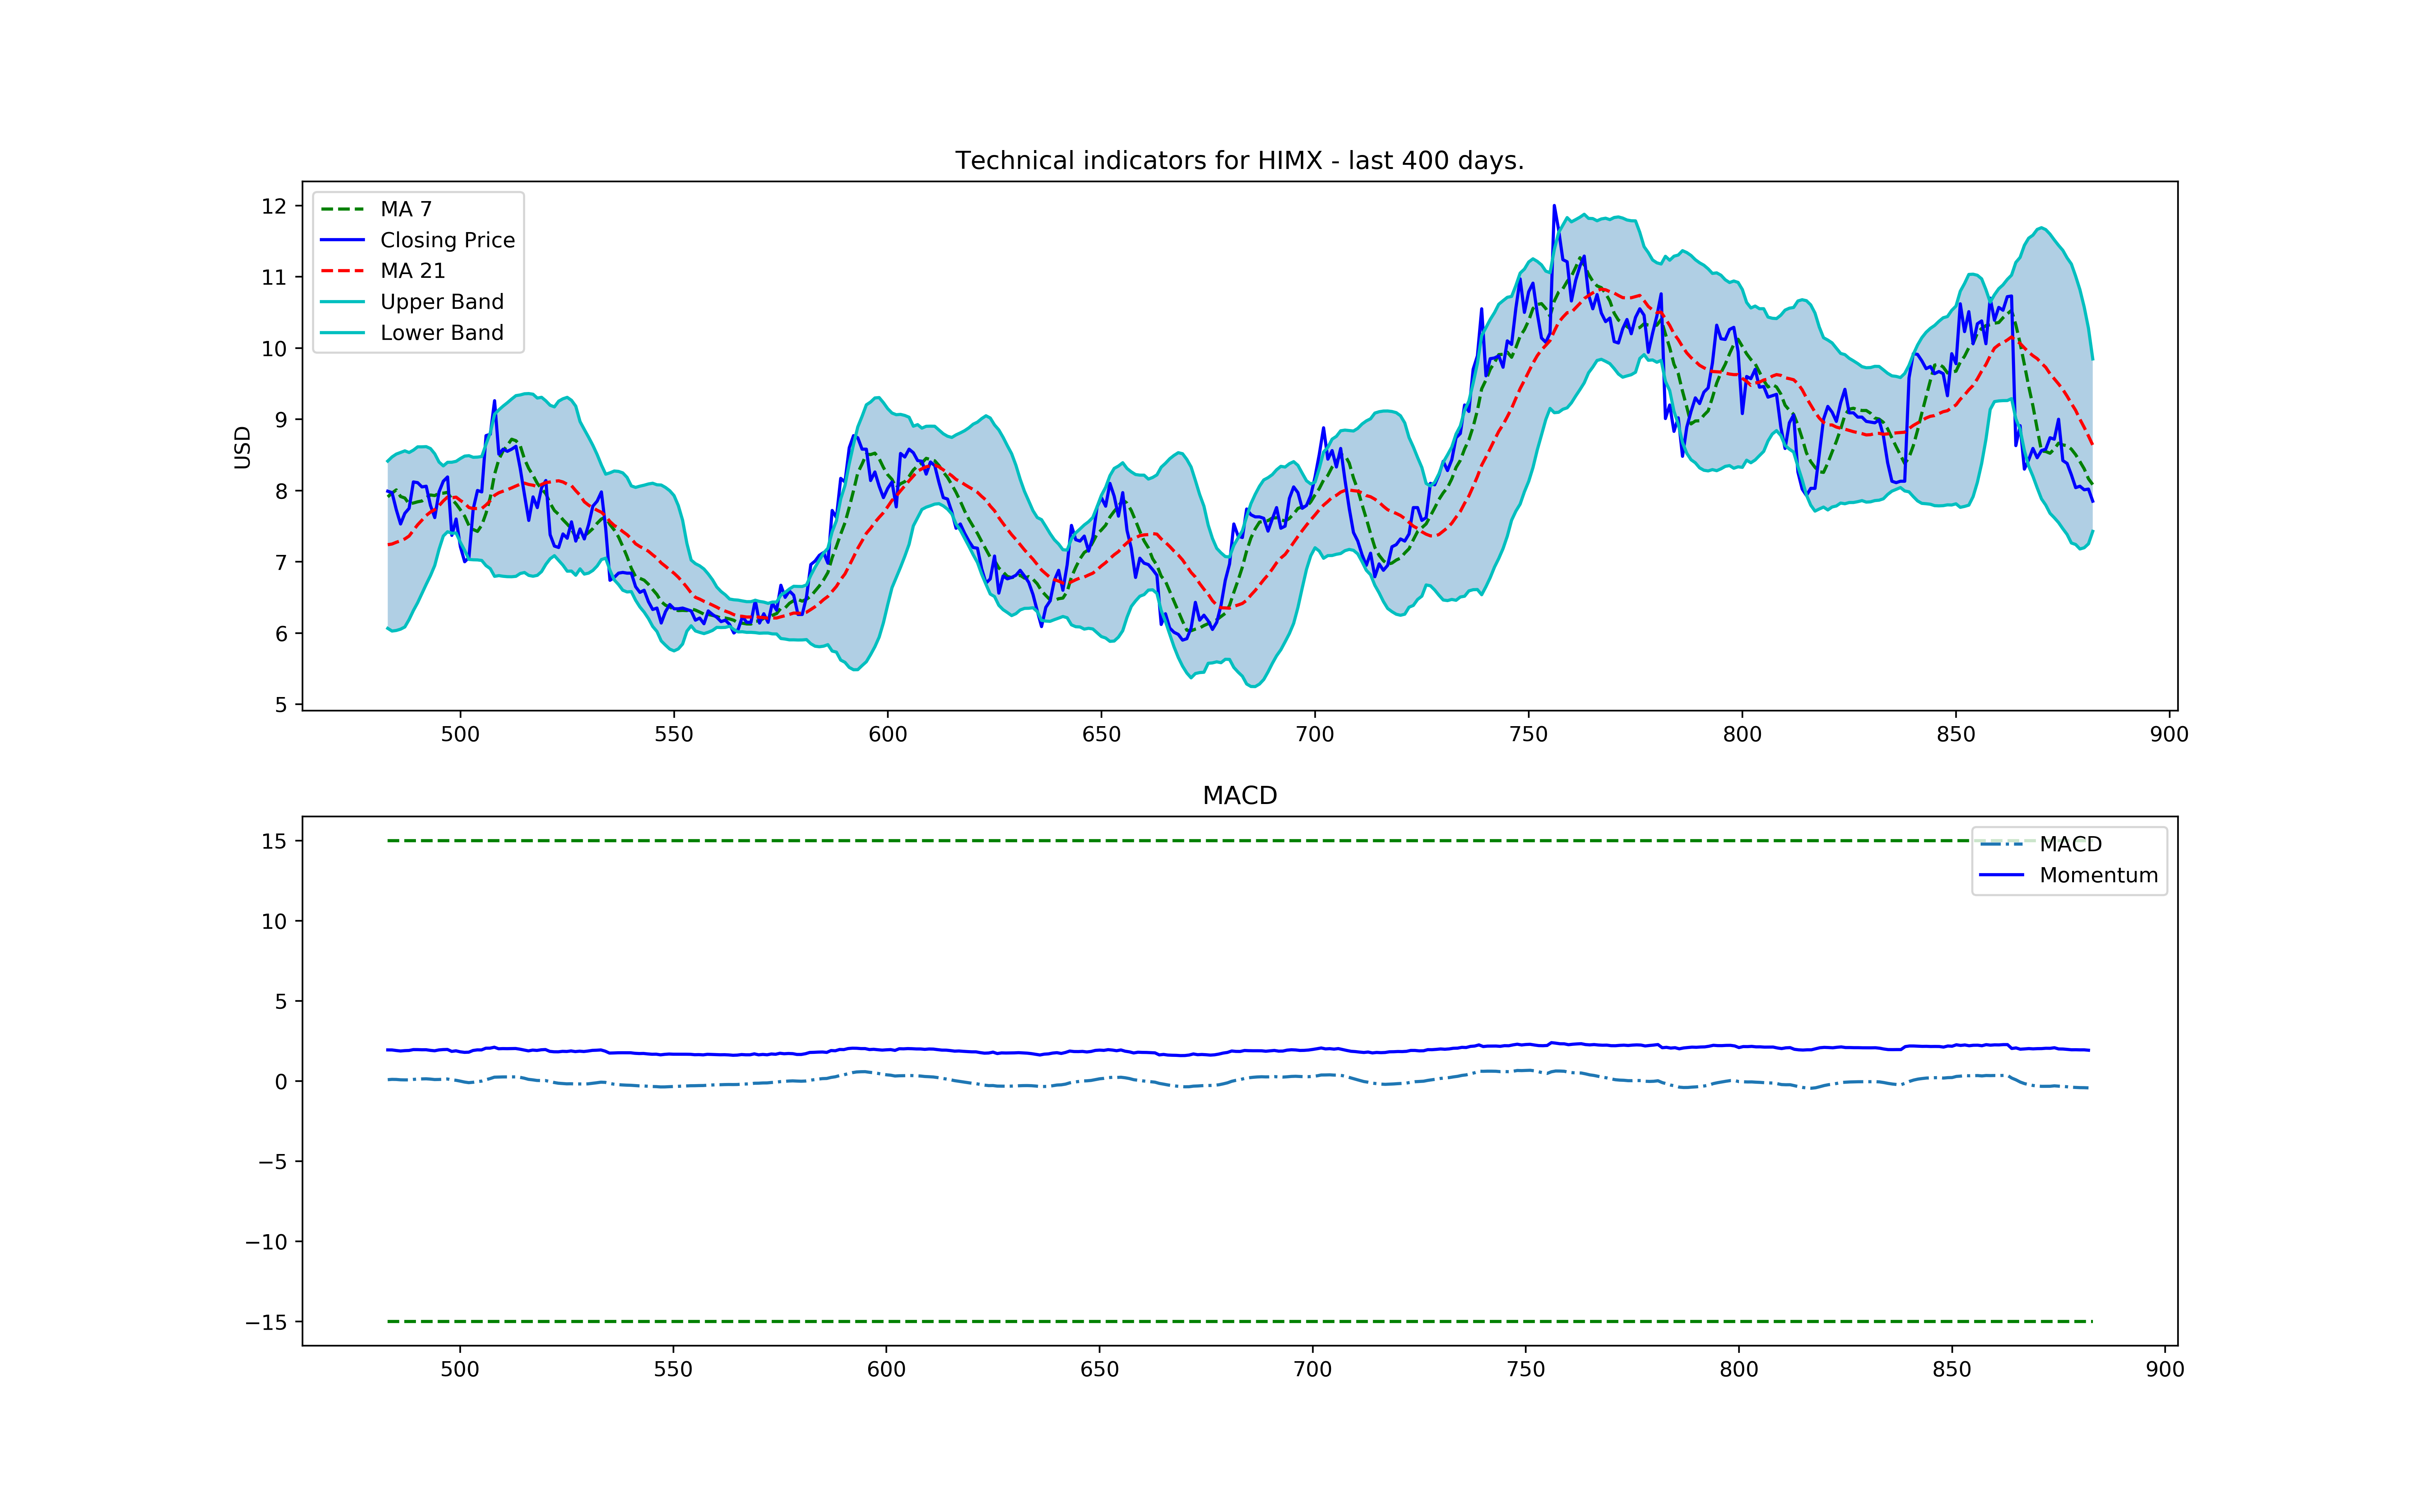 Technical indicators for HIMX - last 400 days.
MA 7
Closing Price
MA 21
Upper Band
Lower Band
USD
12
11
10
9
8
7
6
5
500 550 600 650 700 750 800 850 900
MACD
MACD
Momentum
15
10
5
0
−5
−10
−15
500 550 600 650 700 750 800 850 900